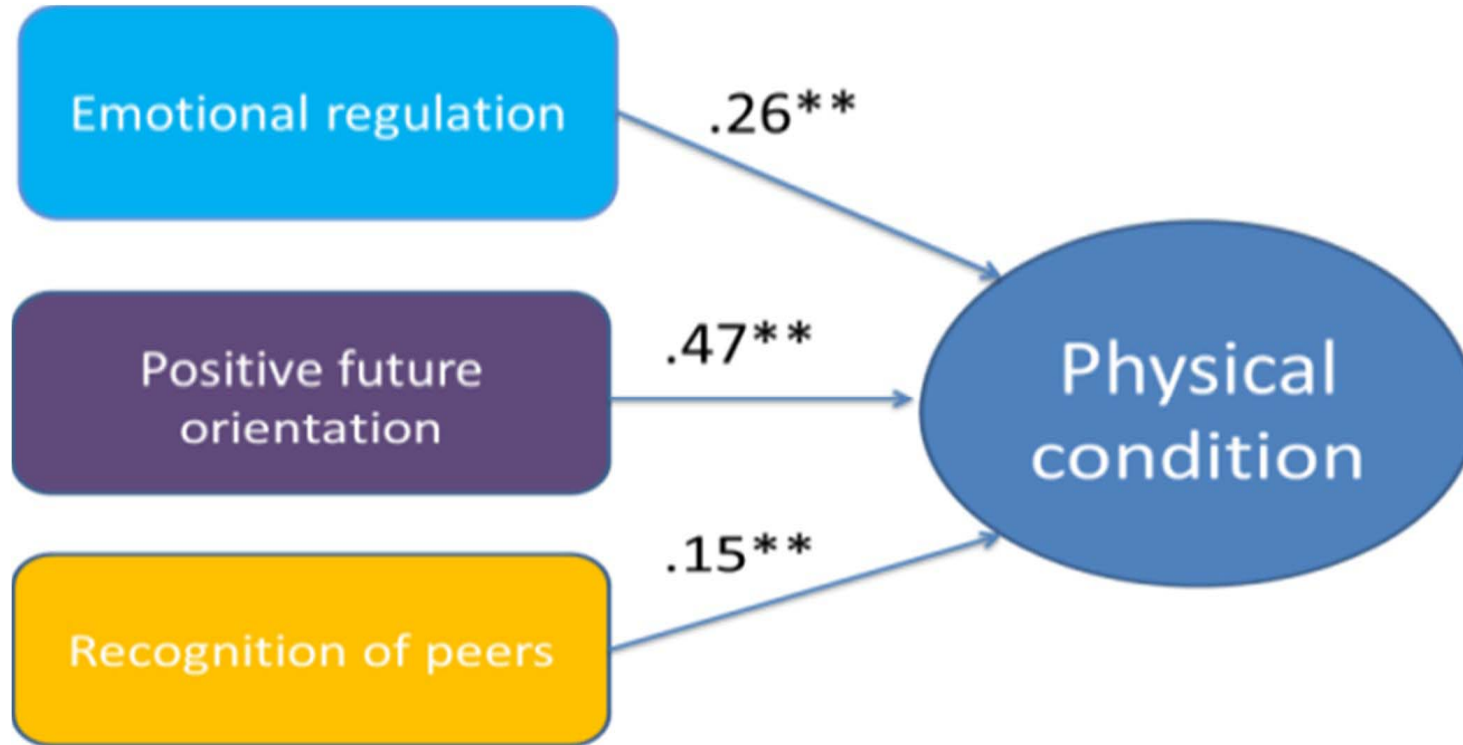 Emotional regulation
.26**
Positive future
orientation
.47**
Recognition of peers
.15**
Physical
condition